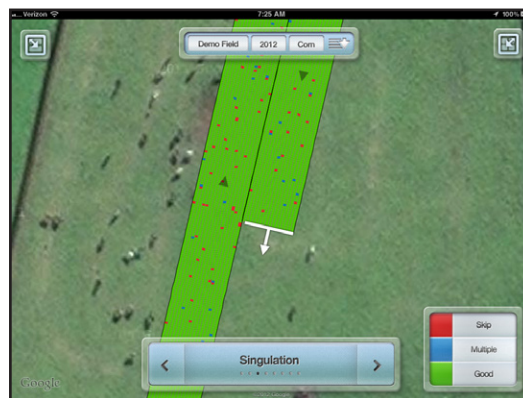 Verizon
7:25 AM
100%
Demo Field
2012
Corn
Skip
Multiple
Good
Singulation
Google